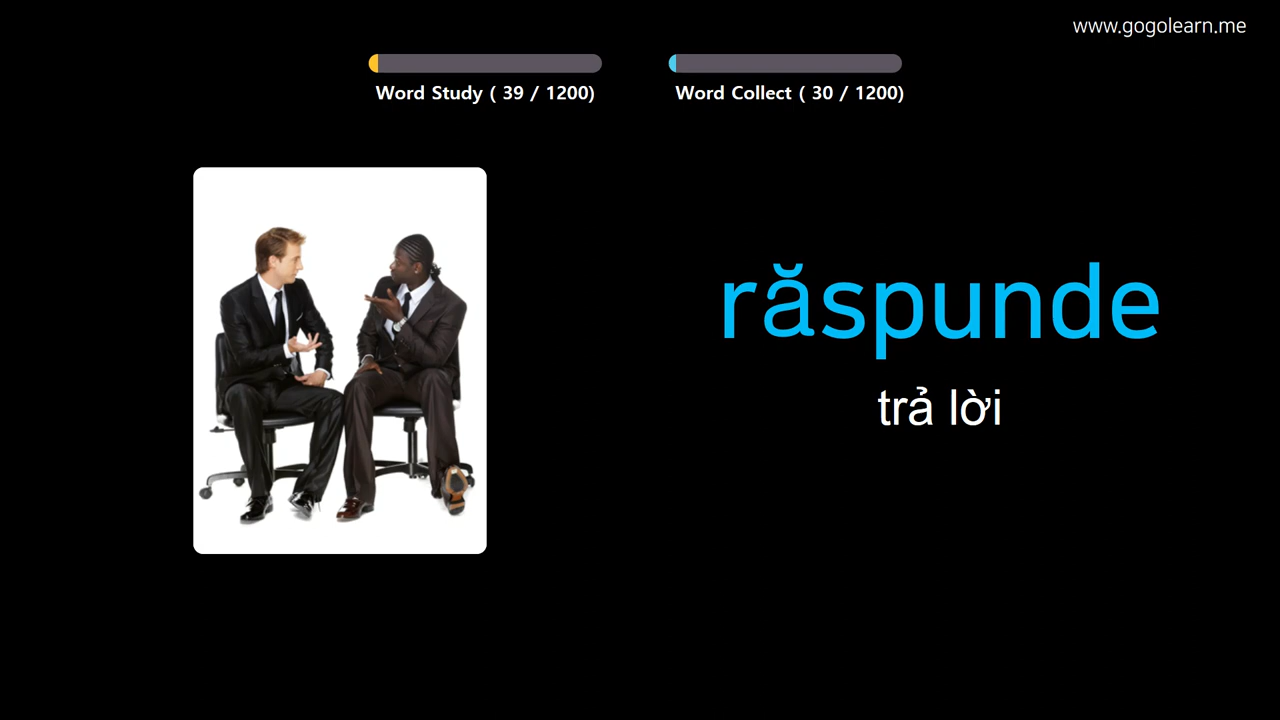 www.gogolearn.me
Word Study ( 39 / 1200)
Word Collect ( 30 / 1200)
răspunde
trả lời